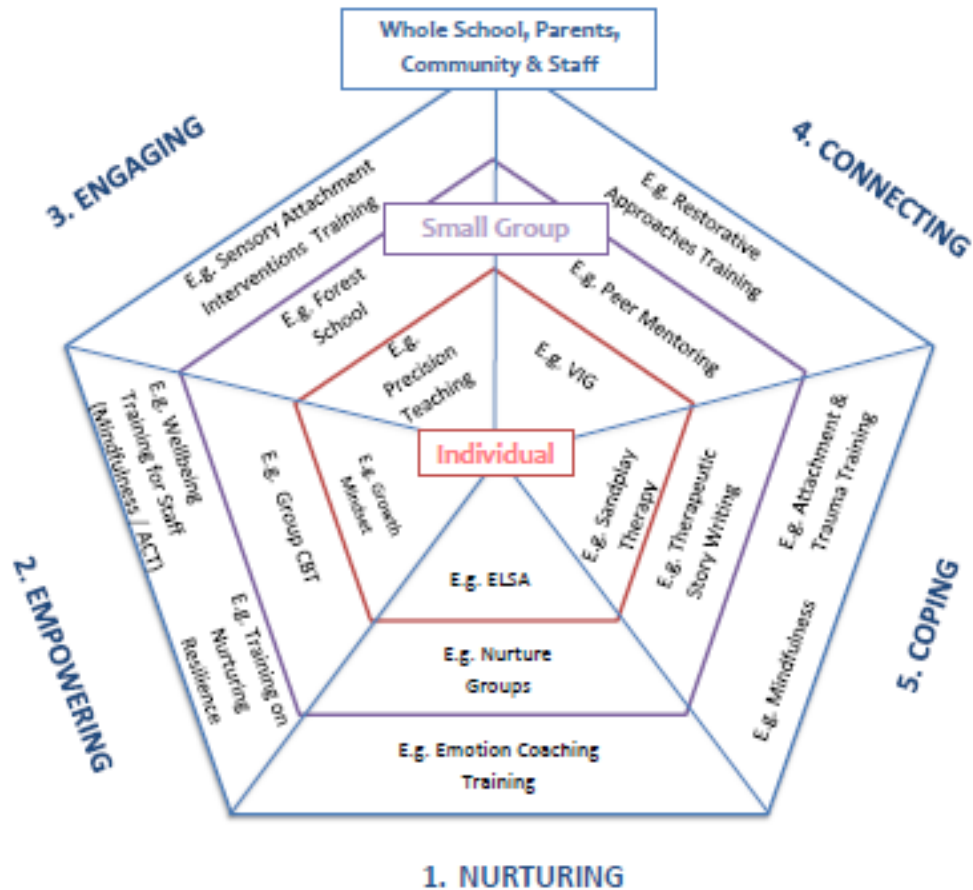 Whole School, Parents,
Community & Staff
3. ENGAGING
4. CONNECTING
E.g. Sensory Attachment
Interventions Training
E.g. Restorative
Approaches Training
Small Group
E.g. Forest
School
E.g. Peer Mentoring
E.g.
Precision
Teaching
E.g. VIG
Individual
E.g. Wellbeing
Training for Staff
(Mindfulness / ACT)
E.g. Group CBT
E.g. Growth
Mindset
E.g. Sandplay
Therapy
E.g. Therapeutic
Story Writing
E.g. Attachment &
Trauma Training
E.g. ELSA
2. EMPOWERING
E.g. Training on
Nurturing
Resilience
E.g. Nurture
Groups
E.g. Mindfulness
5. COPING
E.g. Emotion Coaching
Training
1. NURTURING